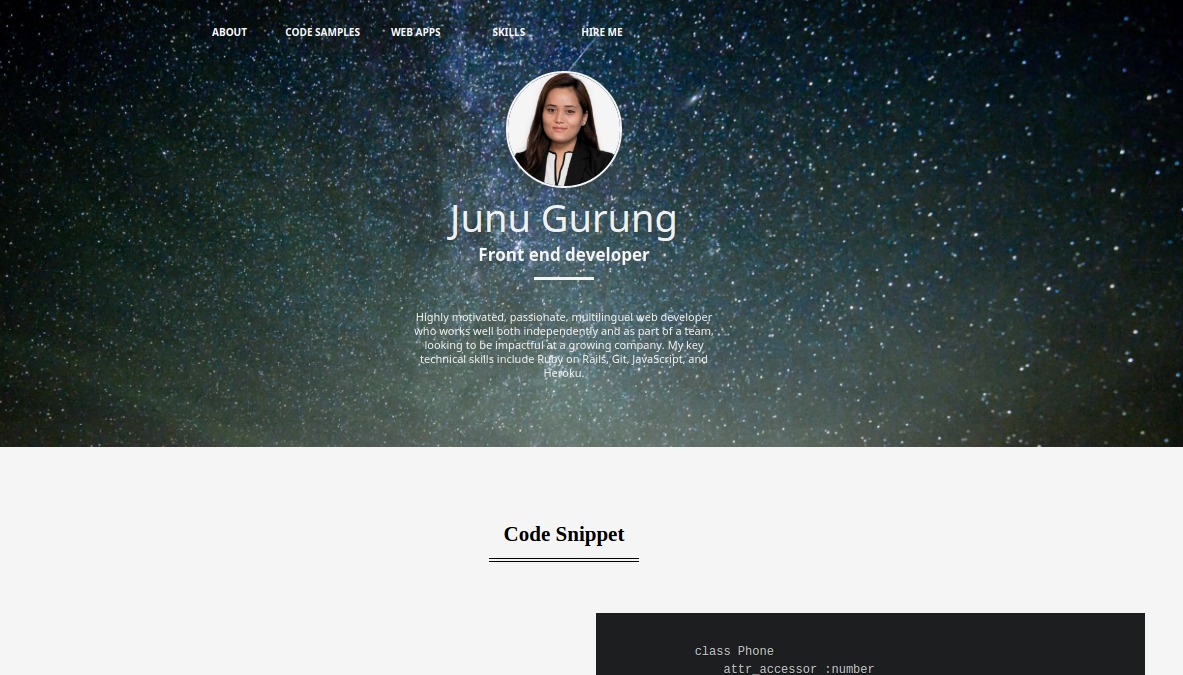 ABOUT CODE SAMPLES WEB APPS SKILLS HIRE ME
Junu Gurung
Front end developer
Highly motivated, passionate, multilingual web developer
who works well both independently and as part of a team,
looking to be impactful at a growing company. My key
technical skills include Ruby on Rails, Git, JavaScript, and
Heroku.
Code Snippet
class Phone
attr_accessor :number